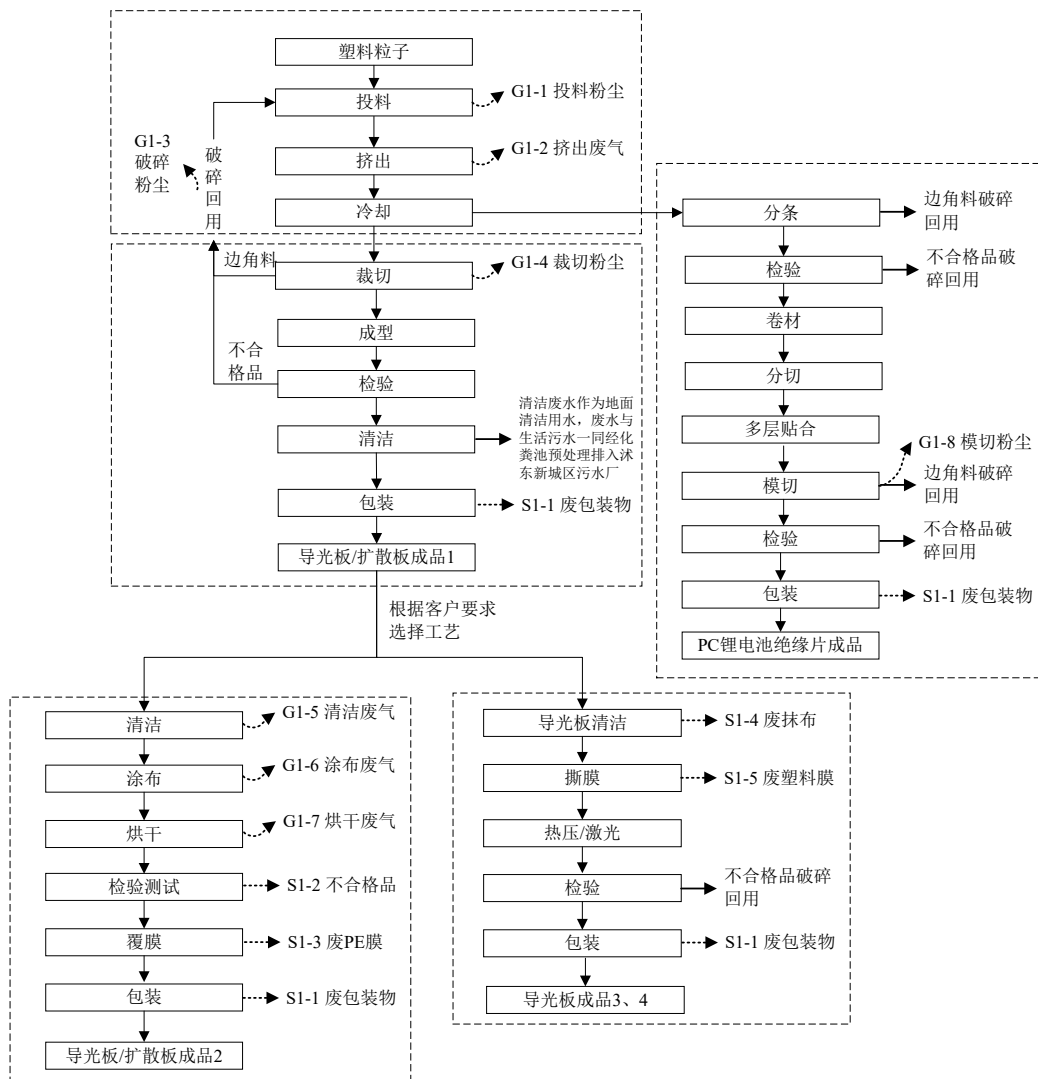 塑料粒子
投料
G1-1 投料粉尘
挤出
G1-2 挤出废气
冷却
G1-3
破碎
粉尘
破
碎
回
用
边角料
裁切
G1-4 裁切粉尘
成型
不合
格品
检验
清洁
清洁废水作为地面
清洁用水，废水与
生活污水一同经化
粪池预处理排入沭
东新城区污水厂
包装
S1-1 废包装物
导光板/扩散板成品1
根据客户要求
选择工艺
分条
边角料破碎
回用
检验
不合格品破
碎回用
卷材
分切
多层贴合
G1-8 模切粉尘
模切
边角料破碎
回用
检验
不合格品破
碎回用
包装
S1-1 废包装物
PC锂电池绝缘片成品
清洁
G1-5 清洁废气
涂布
G1-6 涂布废气
烘干
G1-7 烘干废气
检验测试
S1-2 不合格品
覆膜
S1-3 废PE膜
包装
S1-1 废包装物
导光板/扩散板成品2
导光板清洁
S1-4 废抹布
撕膜
S1-5 废塑料膜
热压/激光
检验
不合格品破碎
回用
包装
S1-1 废包装物
导光板成品3、4